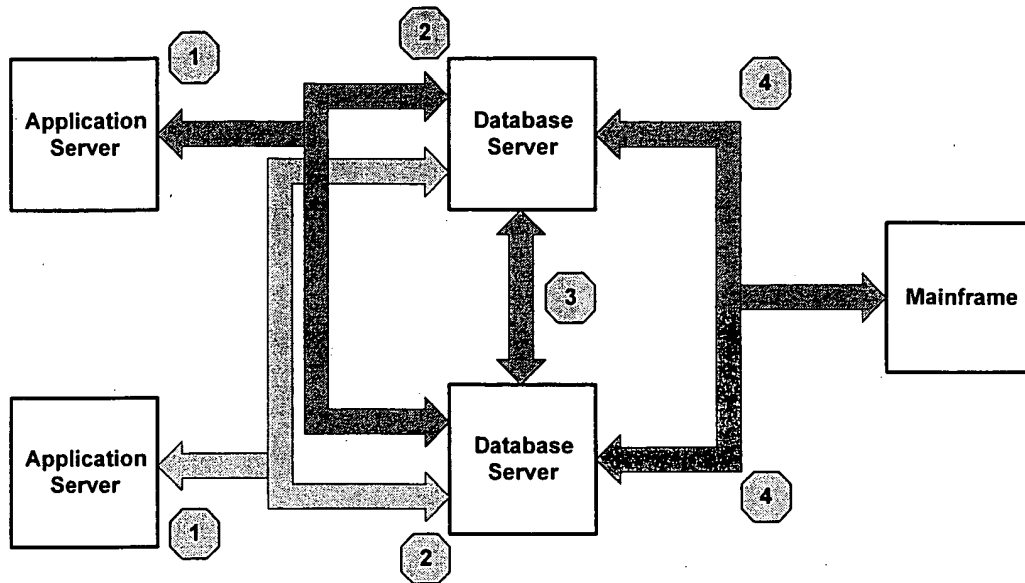 1
2
4
Application
Server
Database
Server
3
Mainframe
Application
Server
Database
Server
4
1
2